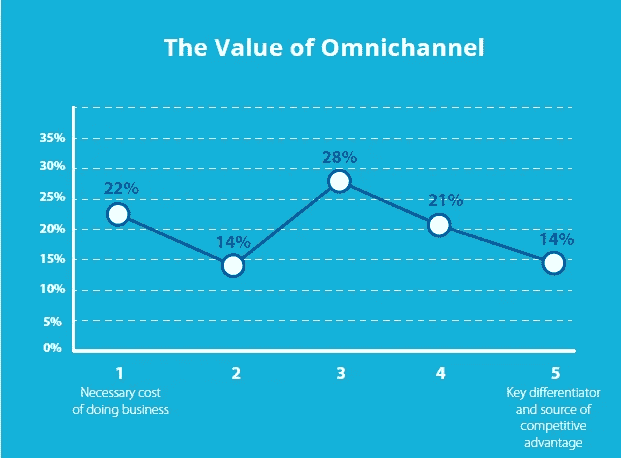 The Value of Omnichannel
35%
30%
25%
20%
15%
10%
5%
0%
22%
14%
28%
21%
14%
1
2
3
4
5
Necessary cost
of doing business
Key differentiator
and source of
competitive
advantage